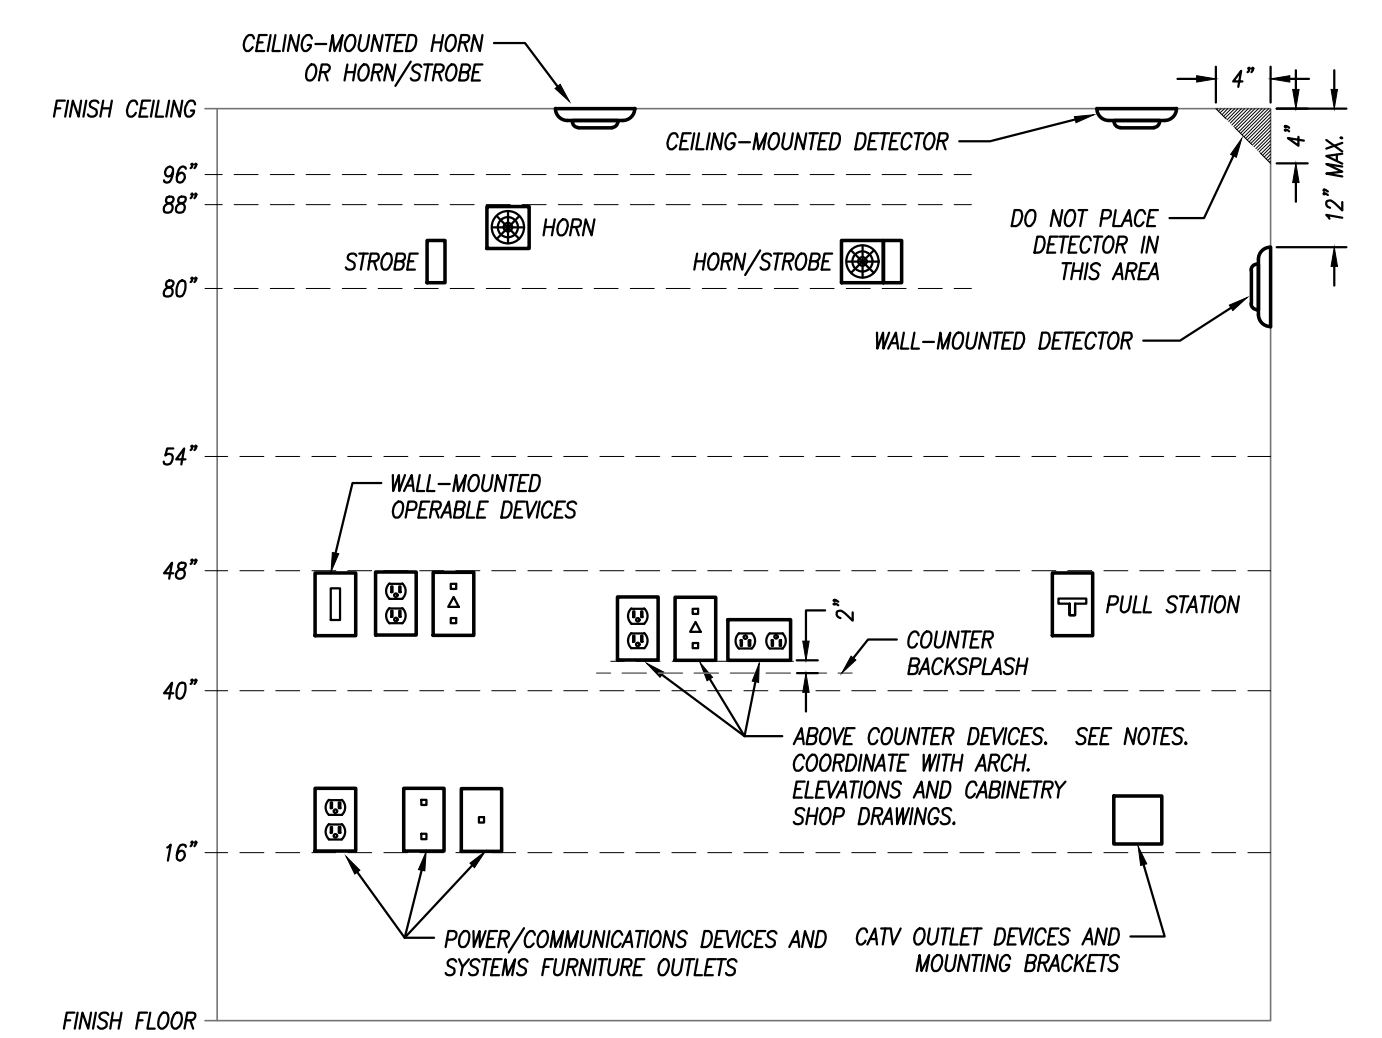 CEILING-MOUNTED HORN
OR HORN/STROBE
4"
FINISH CEILING
CEILING-MOUNTED DETECTOR
4"
12" MAX.
96"
88"
DO NOT PLACE
DETECTOR IN
THIS AREA
HORN
STROBE
HORN/STROBE
80"
WALL-MOUNTED DETECTOR
54"
WALL-MOUNTED
OPERABLE DEVICES
48"
2"
PULL STATION
COUNTER
BACKSPLASH
40"
ABOVE COUNTER DEVICES. SEE NOTES.
COORDINATE WITH ARCH.
ELEVATIONS AND CABINETRY
SHOP DRAWINGS.
16"
POWER/COMMUNICATIONS DEVICES AND
SYSTEMS FURNITURE OUTLETS
CATV OUTLET DEVICES AND
MOUNTING BRACKETS
FINISH FLOOR